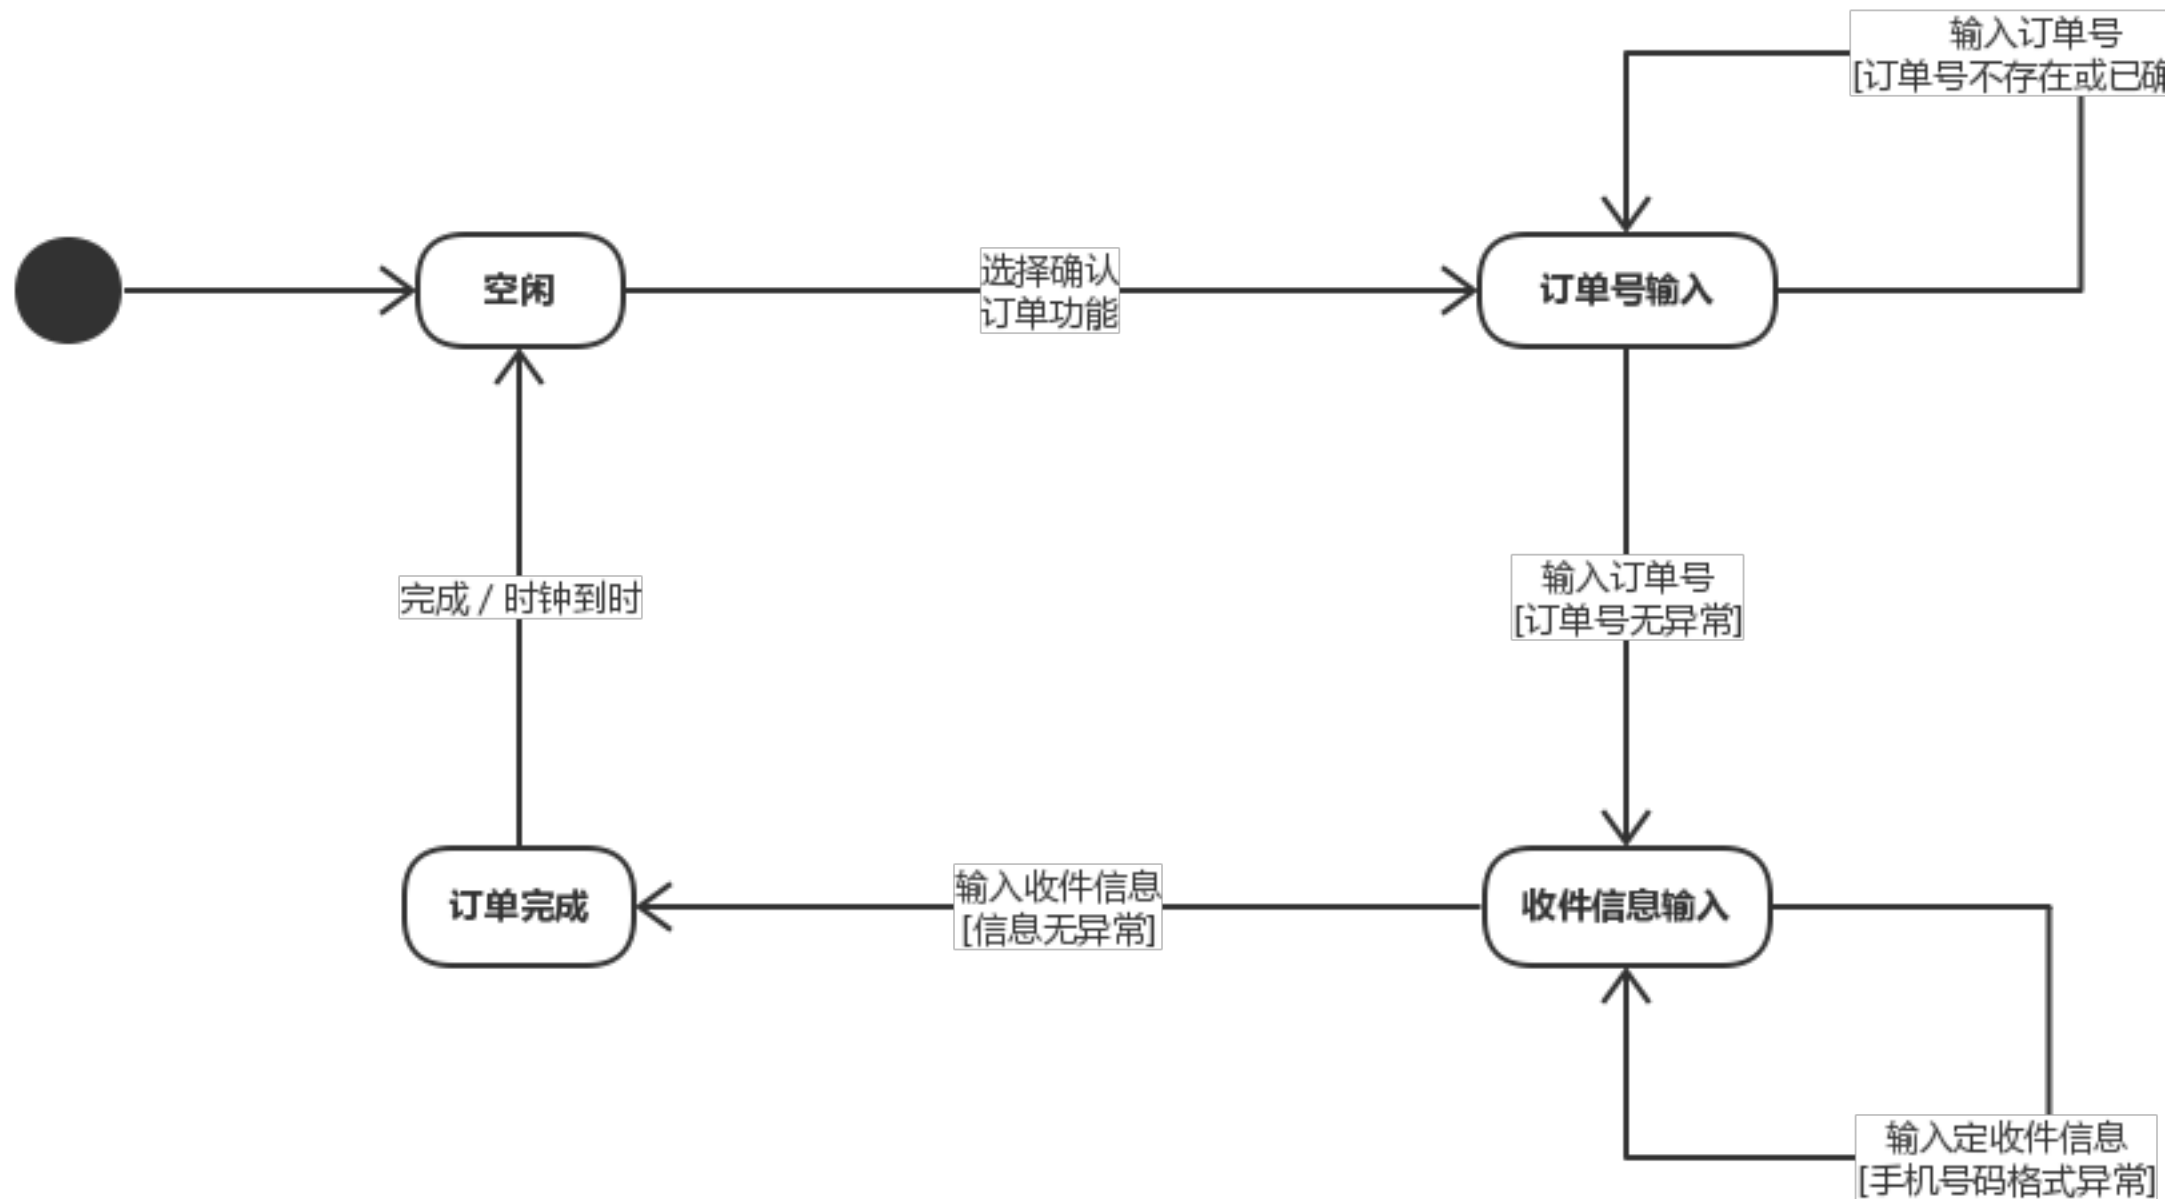 输入订单号
[订单号不存在或已确
空闲
选择确认
订单功能
订单号输入
完成 / 时钟到时
输入订单号
[订单号无异常]
订单完成
输入收件信息
[信息无异常]
收件信息输入
输入定收件信息
[手机号码格式异常]